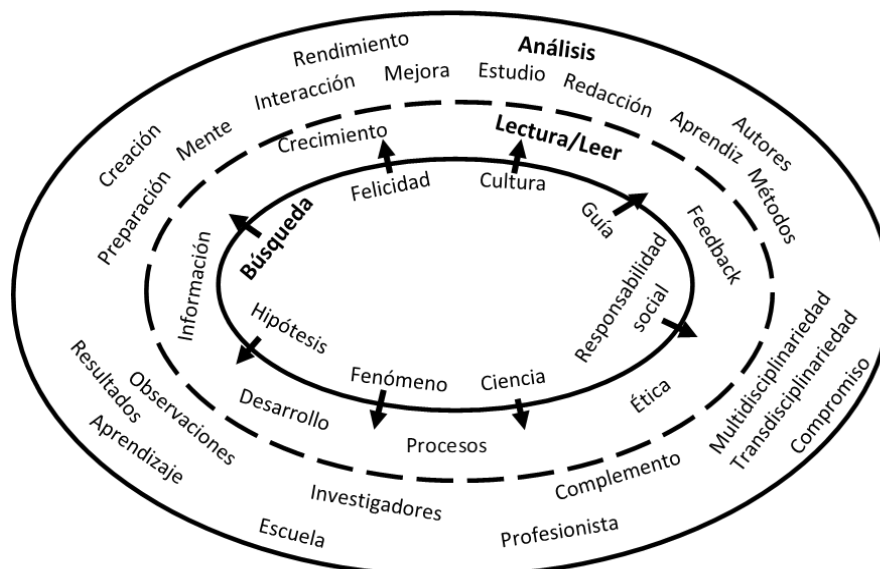 Rendimiento
Análisis
Interacción
Mejora
Estudio
Redacción
Autores
Creación
Mente
Aprendiz
Preparación
Métodos
Crecimiento
Lectura/Leer
Felicidad
Cultura
Búsqueda
Guía
Feedback
Información
Responsabilidad
social
Hipótesis
Fenómeno
Ciencia
Desarrollo
Ética
Procesos
Resultados
Observaciones
Aprendizaje
Multidisciplinariedad
Transdisciplinariedad
Compromiso
Investigadores
Complemento
Escuela
Profesionista